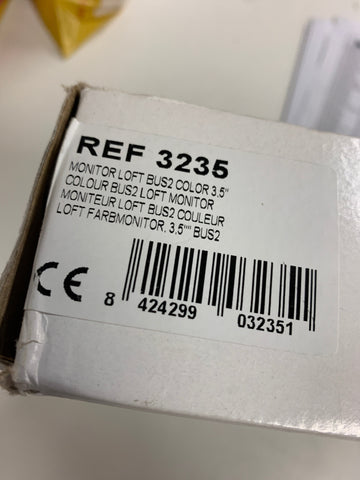 REF 3235
MONITOR LOFT BUS2 COLOR 3.5"
COLOUR BUS2 LOFT MONITOR
MONITEUR LOFT BUS2 COULEUR
LOFT FARBMONITOR, 3.5"" BUS2
CE
8 424299 032351